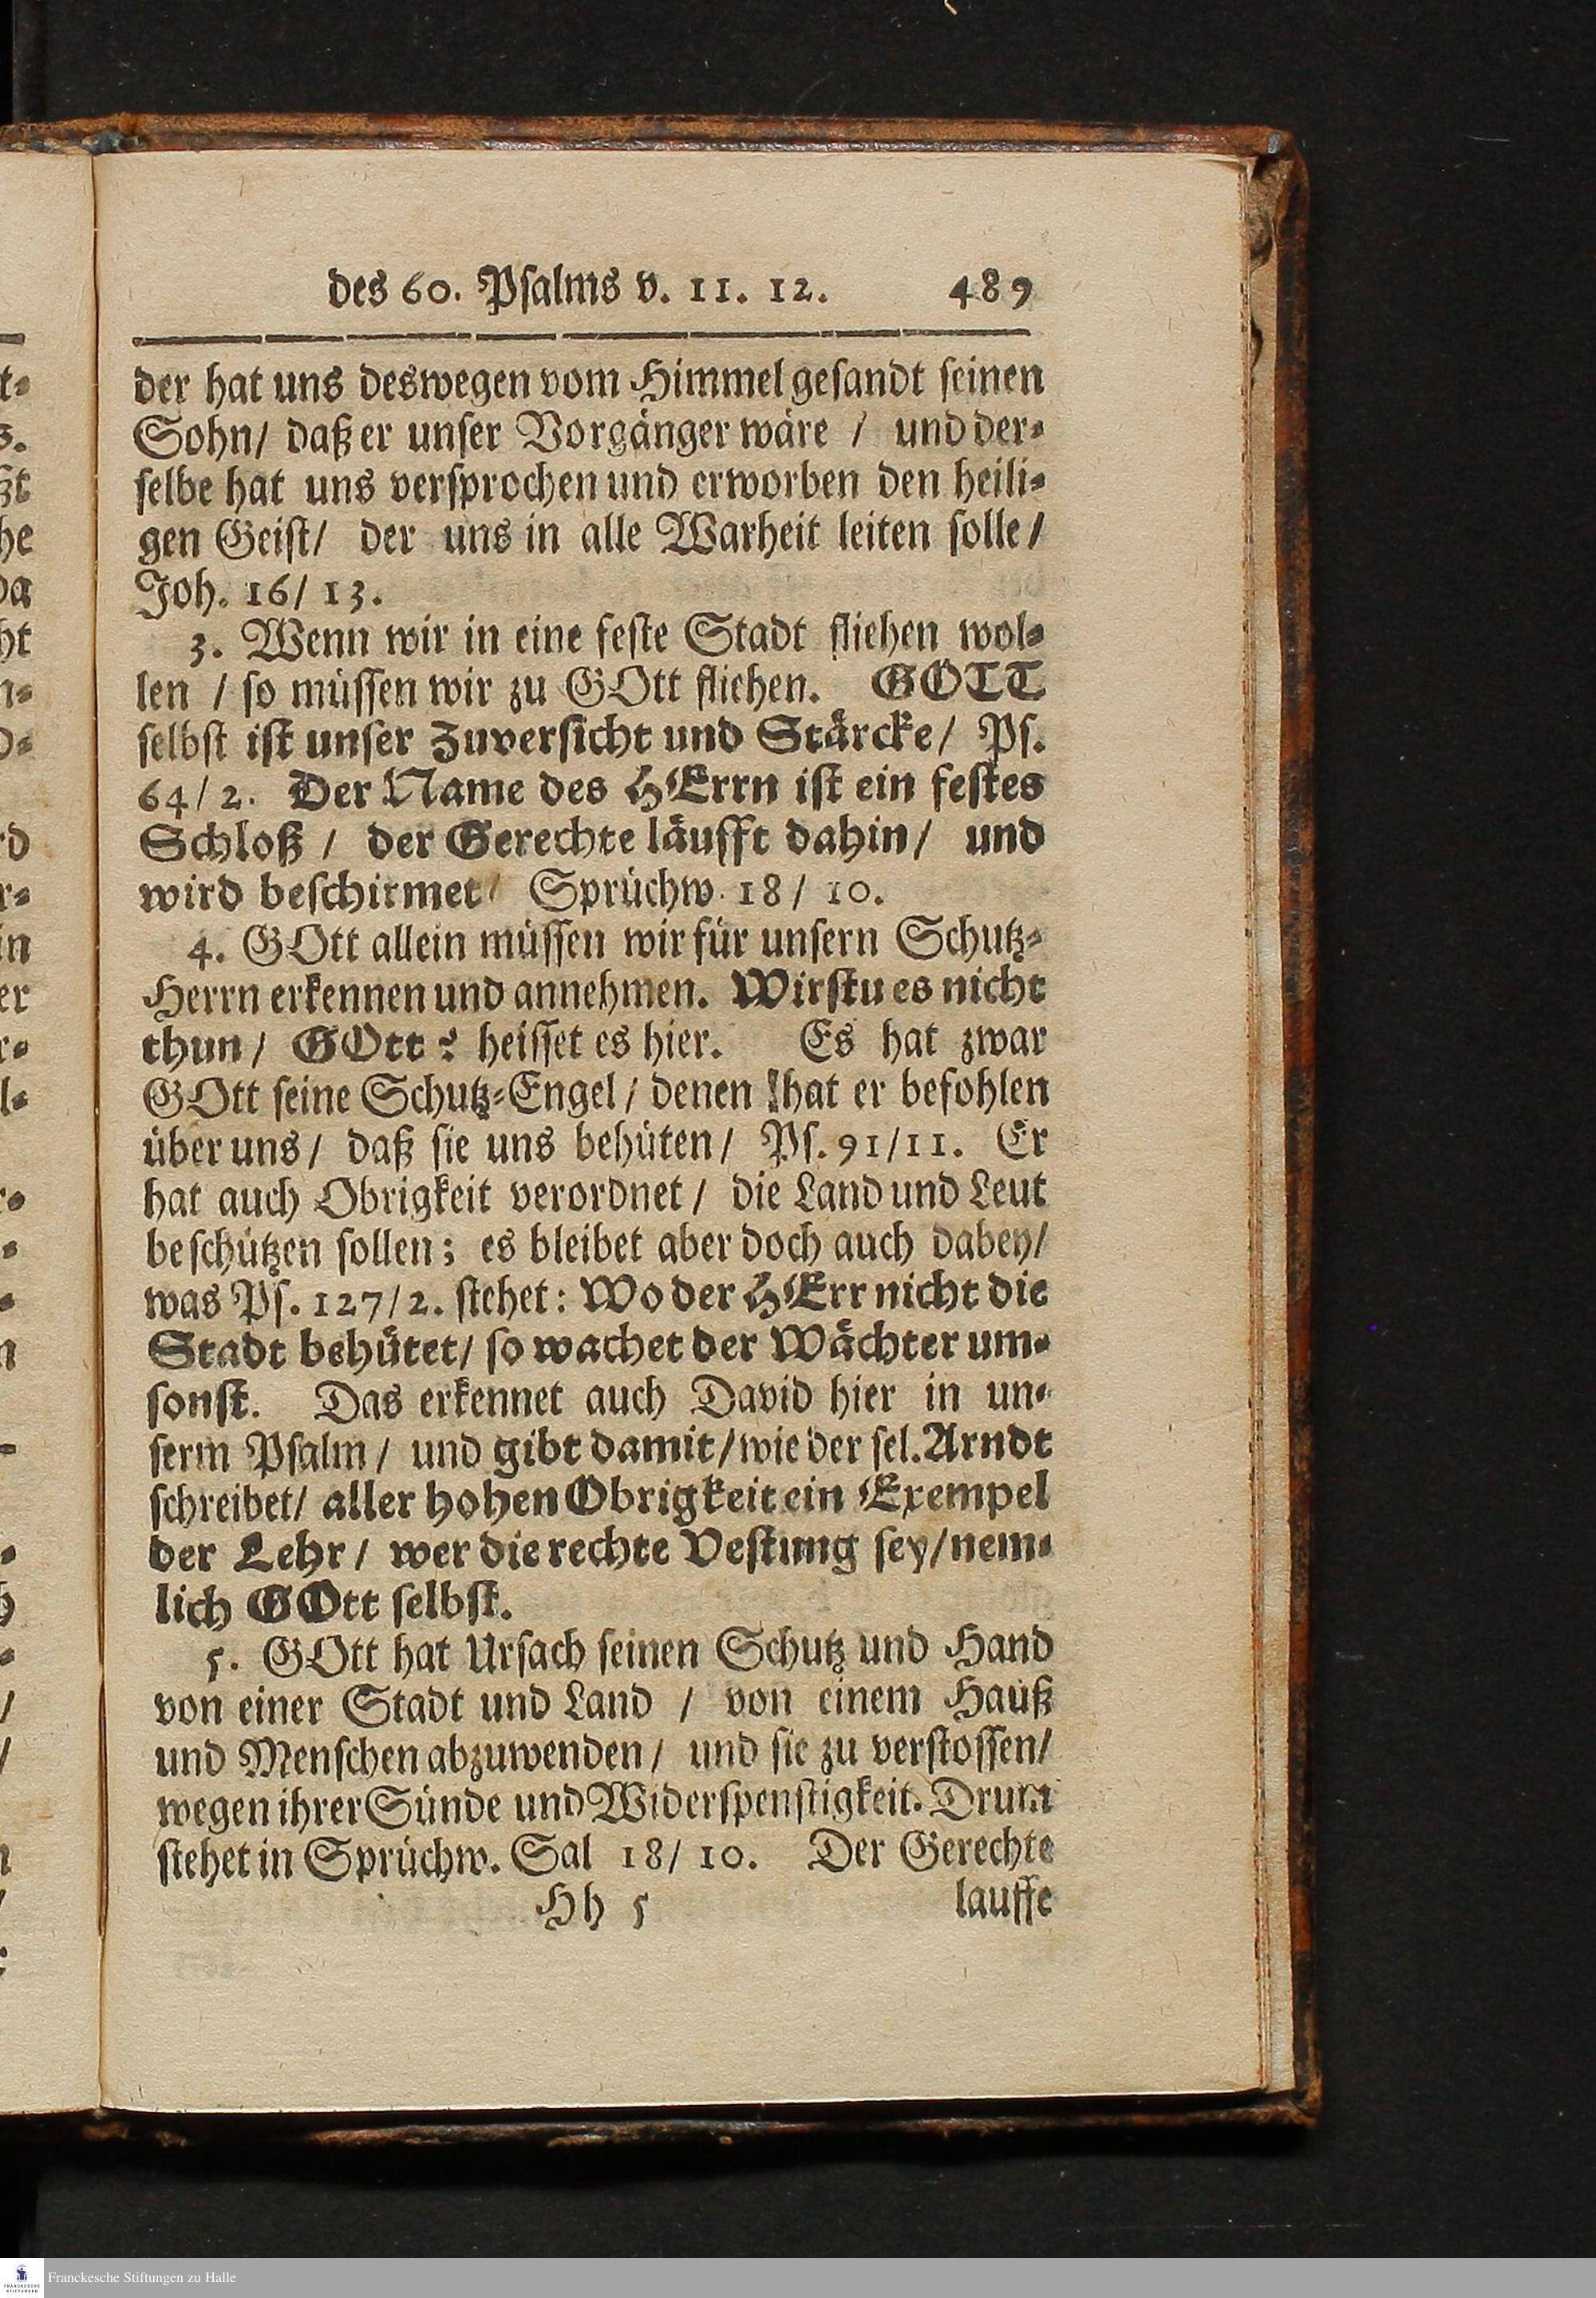 des 60. Psalms v. 11. 12. 489
der hat uns deswegen vom Himmel gesandt seinen
Sohn/ daß er unser Vorgänger wäre / und der-
selbe hat uns versprochen und erworben den heili-
gen Geist/ der uns in alle Warheit leiten solle/
Joh. 16/ 13.
3. Wenn wir in eine feste Stadt fliehen wol-
len / so müssen wir zu GOtt fliehen. GOTT
selbst ist unser Zuversicht und Stärcke/ Ps.
64/2. Der Name des HErrn ist ein festes
Schloß / der Gerechte läufft dahin/ und
wird beschirmet/ Sprüchw. 18/ 10.
4. GOtt allein müssen wir für unsern Schutz-
Herrn erkennen und annehmen. Wirstu es nicht
thun/ GOtt? heisset es hier. Es hat zwar
GOtt seine Schutz-Engel/ denen hat er befohlen
über uns/ daß sie uns behüten/ Ps. 91/11. Er
hat auch Obrigkeit verordnet/ die Land und Leut
beschützen sollen; es bleibet aber doch auch dabey/
was Ps. 127/2. stehet: Wo der HErr nicht die
Stadt behütet/ so wachet der Wächter um-
sonst. Das erkennet auch David hier in un-
serm Psalm/ und gibt damit/ wie der sel. Arndt
schreibet/ aller hohen Obrigkeit ein Exempel
der Lehr/ wer die rechte Vestung sey/ nem-
lich GOtt selbst.
5. GOtt hat Ursach seinen Schutz und Hand
von einer Stadt und Land / von einem Hauß
und Menschen abzuwenden/ und sie zu verstossen/
wegen ihrer Sünde und Widerspenstigkeit. Drum
stehet in Sprüchw. Sal 18/ 10. Der Gerechte
Hh 5 lauffe
Franckesche Stiftungen zu Halle